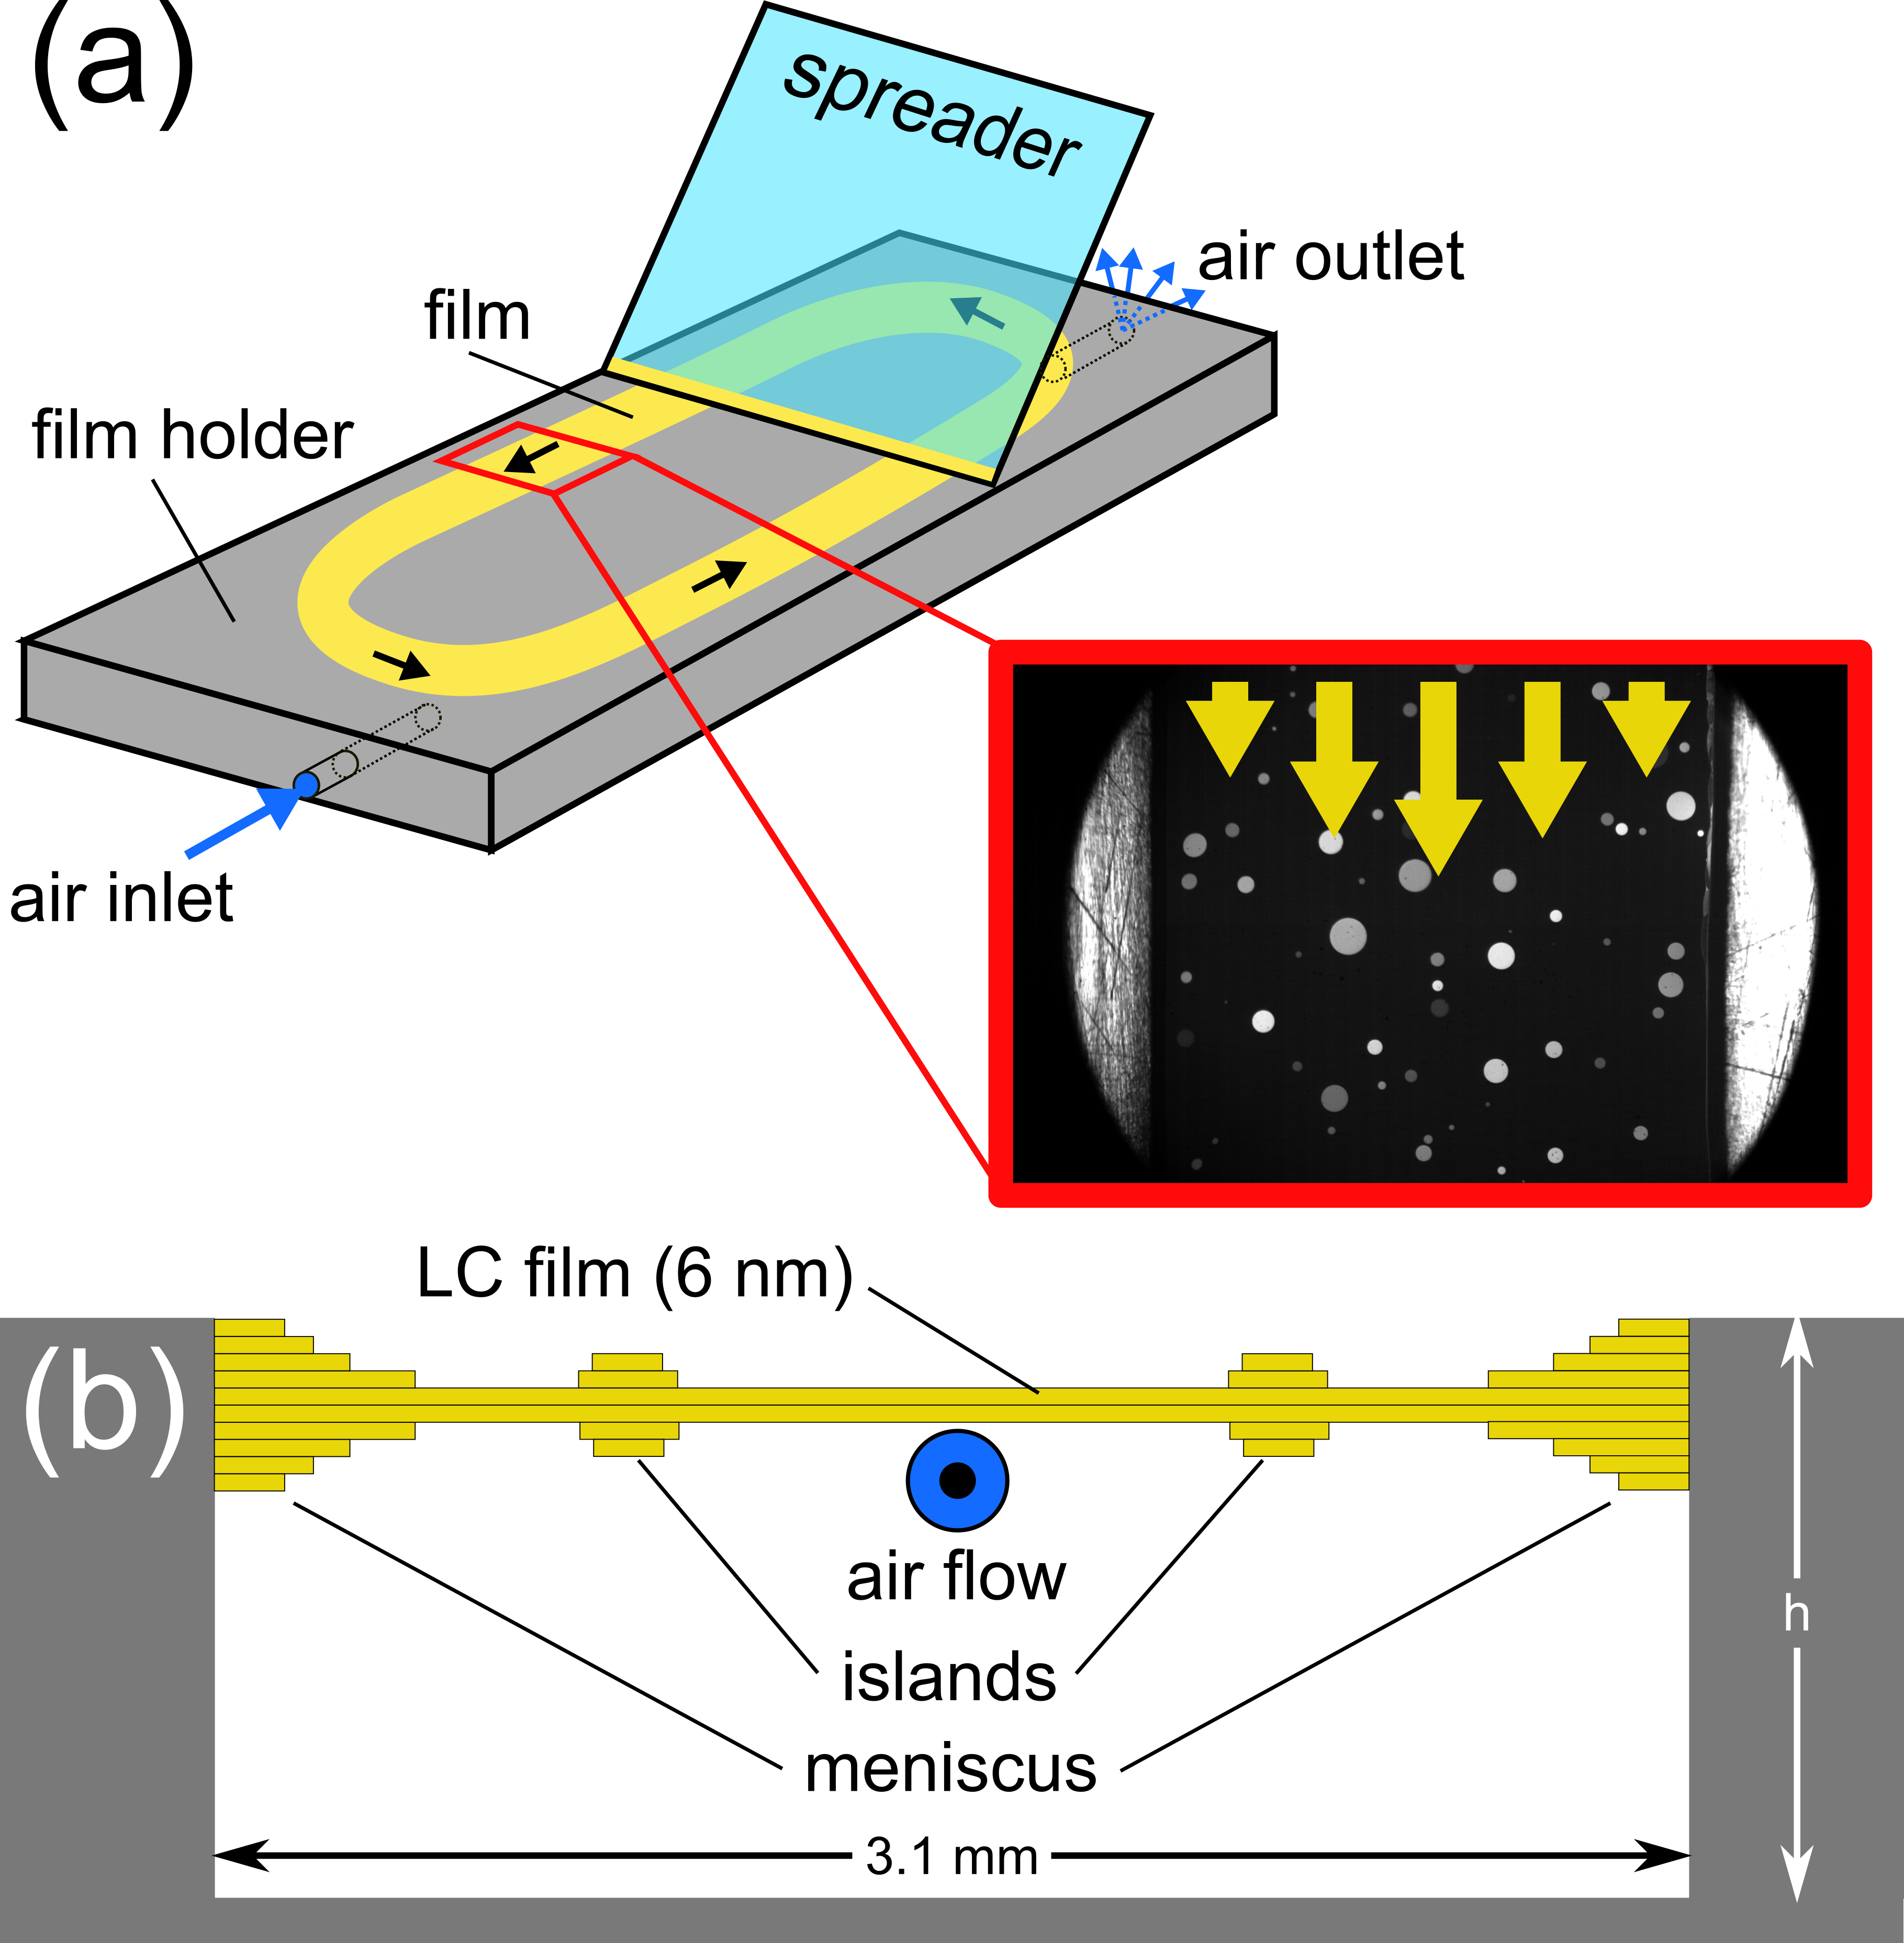 (a)
spreader
air outlet
film
film holder
air inlet
LC film (6 nm)
(b)
air flow
h
islands
meniscus
3.1 mm